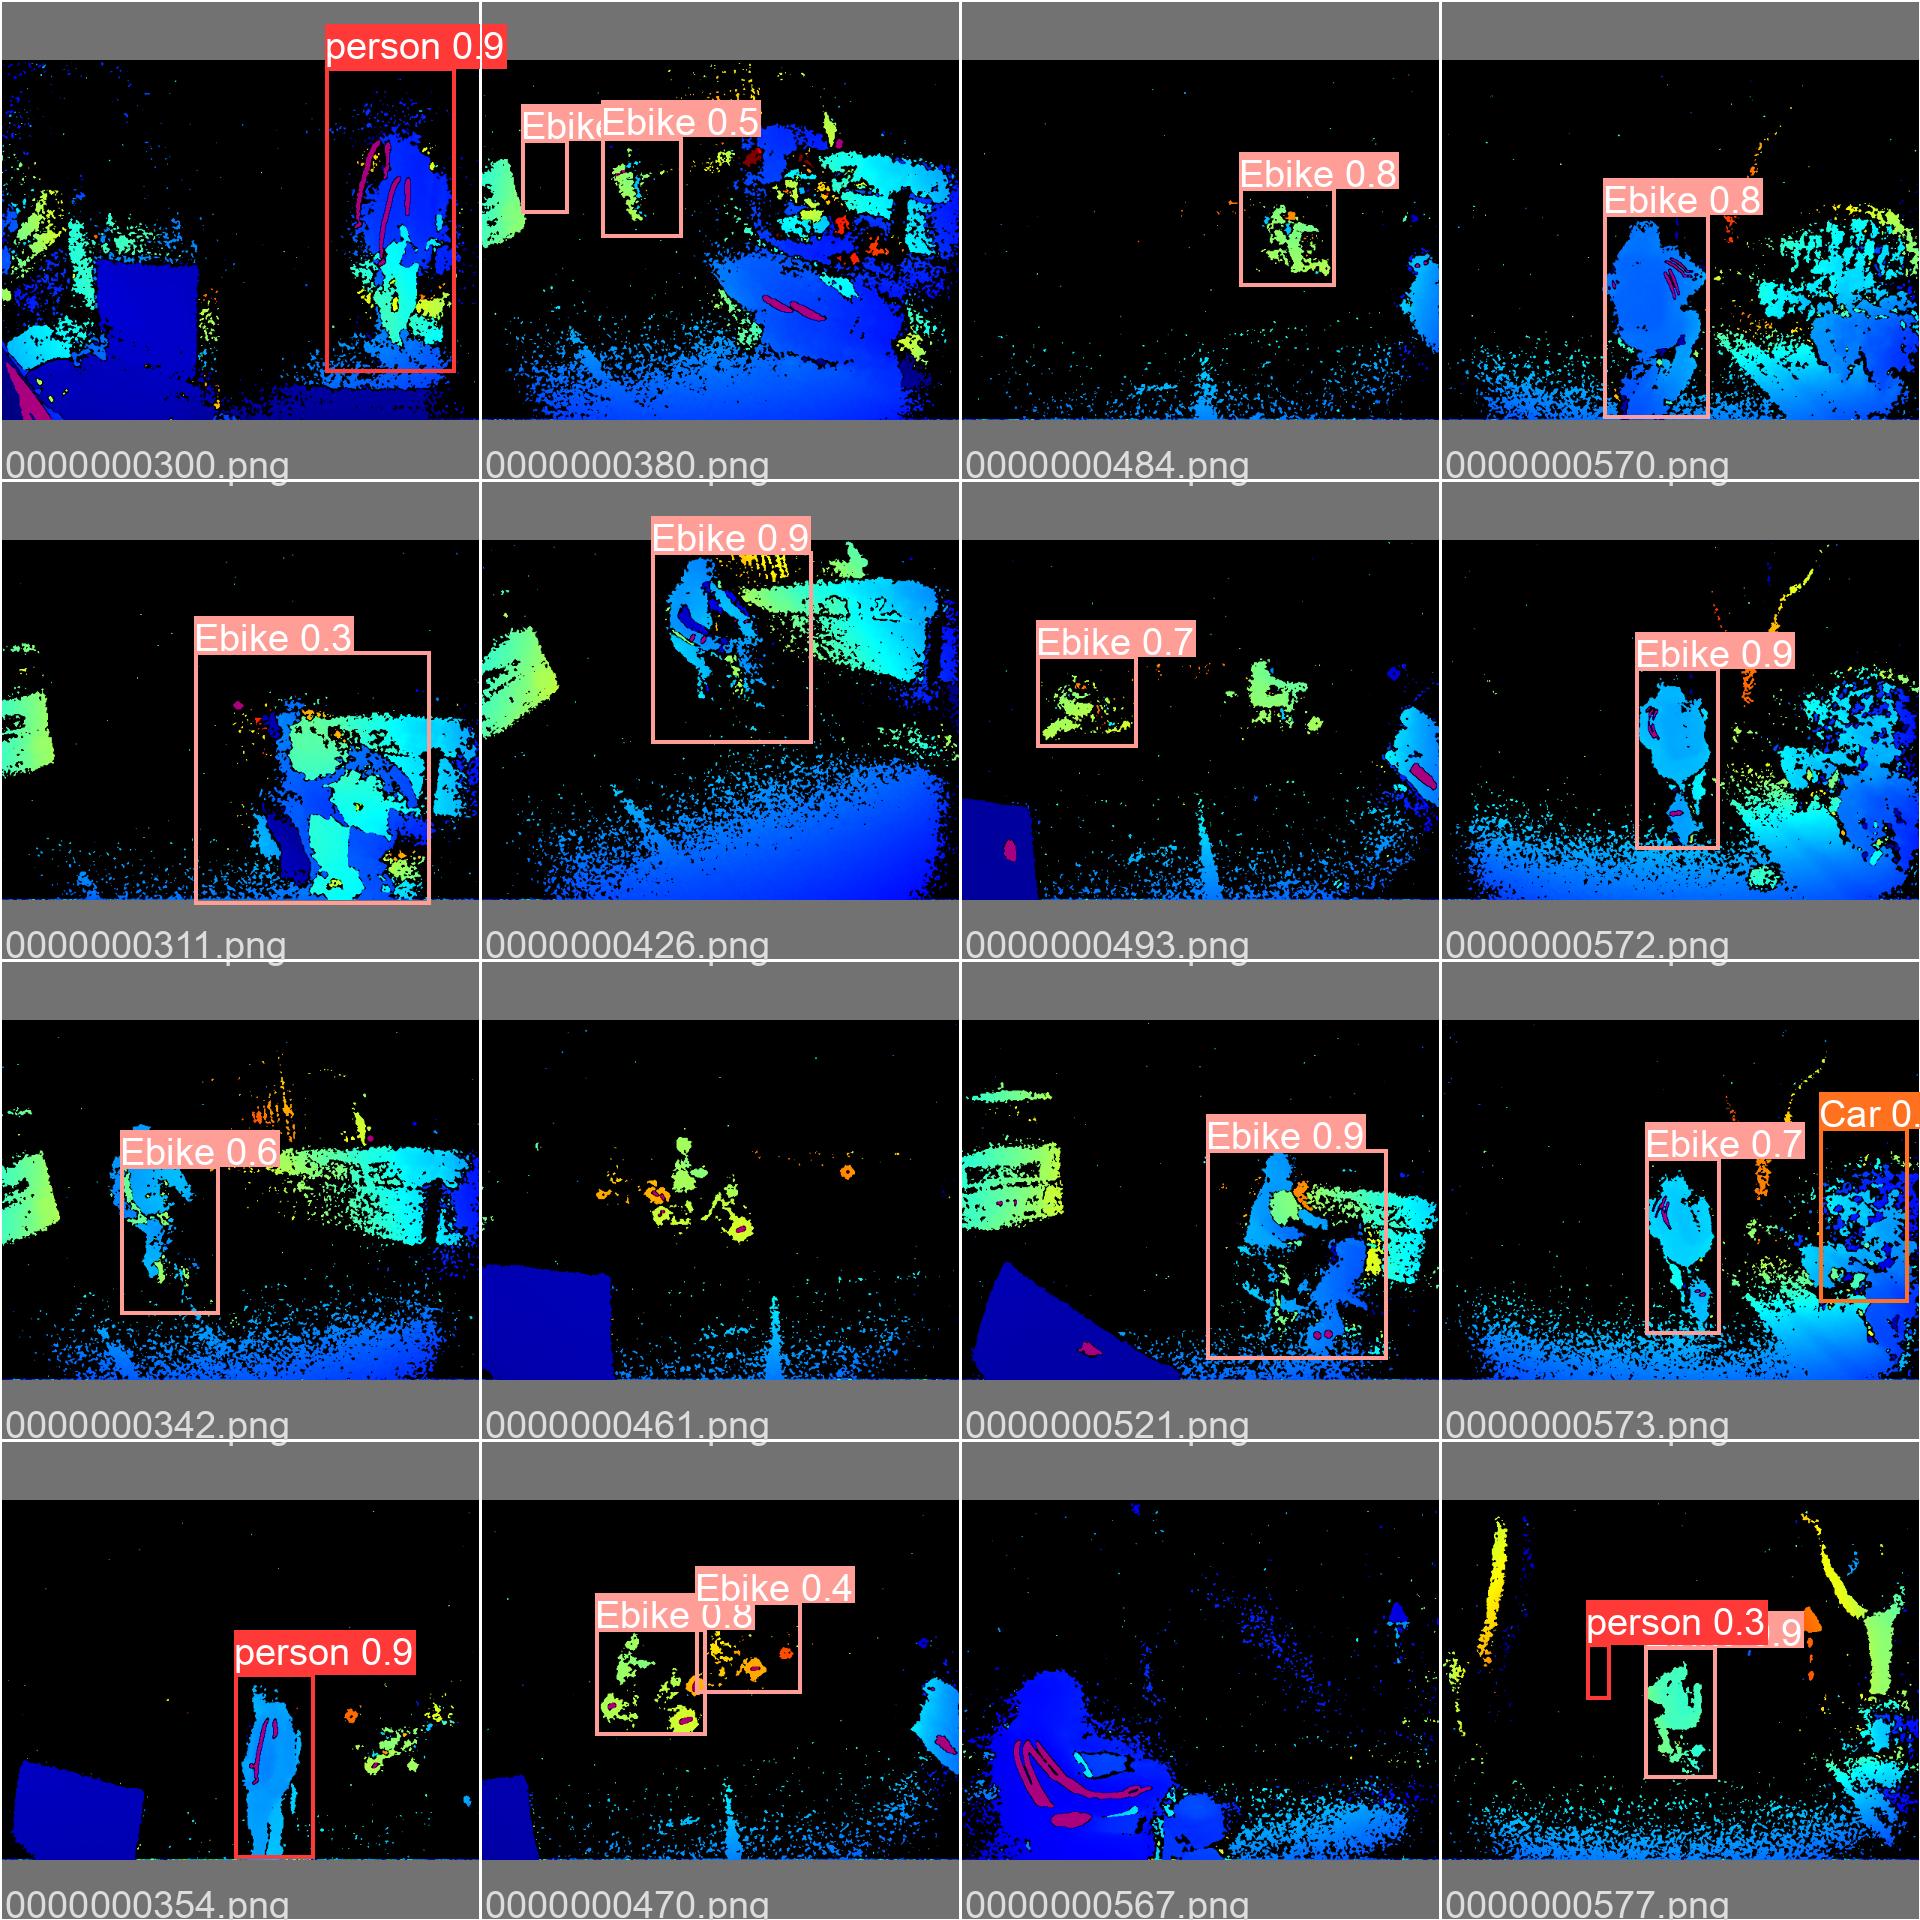 person 0.9
Ebike
Ebike 0.5
Ebike 0.8
Ebike 0.8
0000000300.png
0000000380.png
0000000484.png
0000000570.png
Ebike 0.3
Ebike 0.9
Ebike 0.7
Ebike 0.9
0000000311.png
0000000426.png
0000000493.png
0000000572.png
Ebike 0.6
Ebike 0.9
Ebike 0.7
Car 0.
0000000342.png
0000000461.png
0000000521.png
0000000573.png
person 0.9
Ebike 0.8
Ebike 0.4
person 0.3
.9
0000000354.png
0000000470.png
0000000567.png
0000000577.png